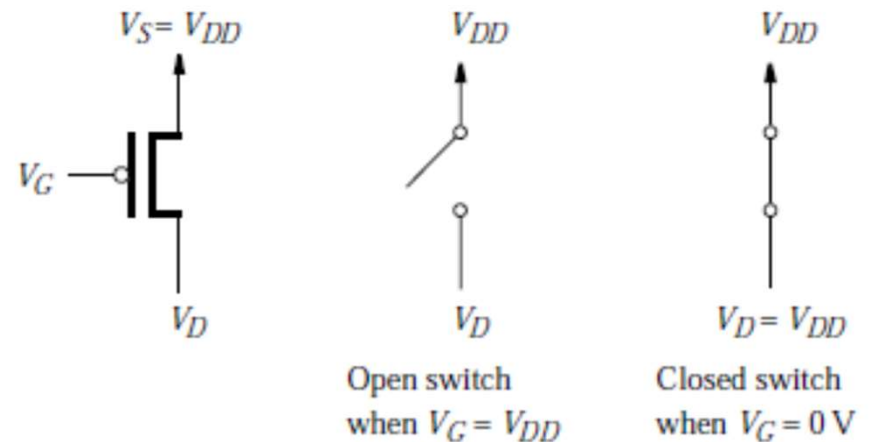 V_S = V_DD
V_DD
V_DD
V_G
V_D
V_D
V_D = V_DD
Open switch
when V_G = V_DD
Closed switch
when V_G = 0 V